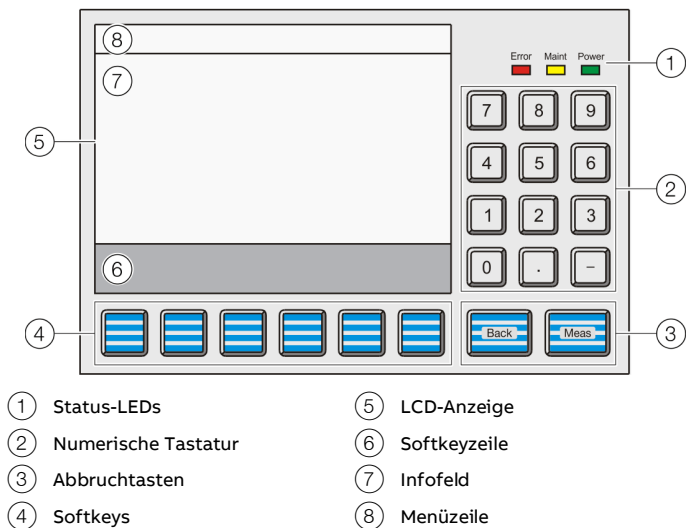 8
Error Maint Power
1
7
7 8 9
5
4 5 6
2
1 2 3
6
0 . –
4
Back Meas
3
1 Status-LEDs
2 Numerische Tastatur
3 Abbruchtasten
4 Softkeys
5 LCD-Anzeige
6 Softkeyzeile
7 Infofeld
8 Menüzeile